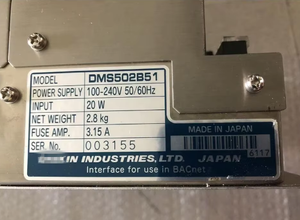 MODEL DMS502B51
POWER SUPPLY 100-240V 50/60Hz
INPUT 20 W
NET WEIGHT 2.8 kg
FUSE AMP. 3.15 A
SER. No. 003155
MADE IN JAPAN
KIN INDUSTRIES, LTD. JAPAN
Interface for use in BACnet